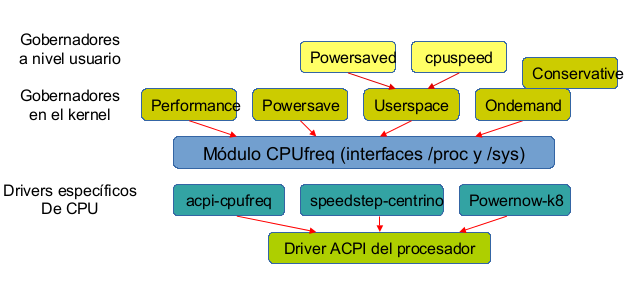 Gobernadores
a nivel usuario
Powersaved
cpuspeed
Conservative
Gobernadores
en el kernel
Performance
Powersave
Userspace
Ondemand
Módulo CPUfreq (interfaces /proc y /sys)
Drivers específicos
De CPU
acpi-cpufreq
speedstep-centrino
Powernow-k8
Driver ACPI del procesador